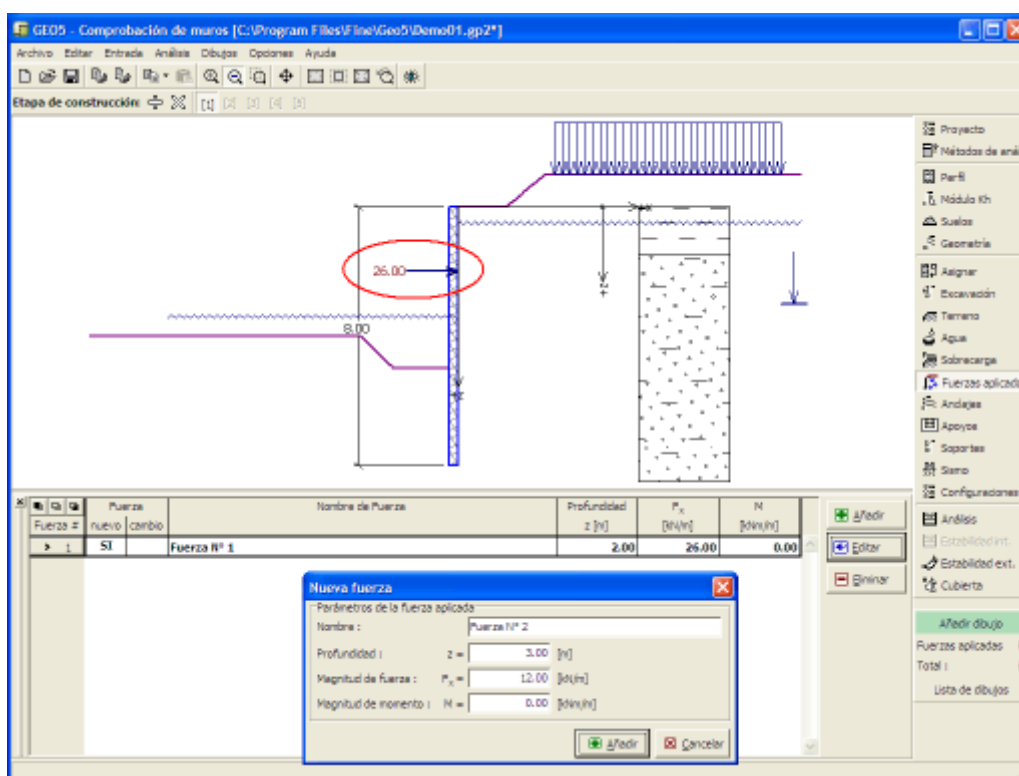 GEO5 - Comprobación de muros [C:\Program Files\Fine\Geo5\Demo01.gp2*]
Archivo Editar Entrada Análisis Dibujos Opciones Ayuda
Etapa de construcción: [1] [2] [3] [4] [5]
Proyecto
Métodos de aná
Perfil
Módulo Kh
Suelos
Geometría
Asignar
Excavación
Terreno
Agua
Sobrecarga
Fuerzas aplicada
Anclajes
Apoyos
Soportes
Sismo
Configuraciones
Análisis
Estabilidad int.
Estabilidad ext.
Cubierta
Añadir dibujo
Fuerzas aplicadas
Total :
Lista de dibujos
+x
26.00
+z
8.00
+z
Fuerza Nombre de Fuerza Profundidad Fx M
Fuerza # nuevo cambio z [m] [kN/m] [kNm/m]
> 1 SI Fuerza N° 1 2.00 26.00 0.00
Añadir
Editar
Eliminar
Nueva fuerza
Parámetros de la fuerza aplicada
Nombre : Fuerza N° 2
Profundidad : z = 3.00 [m]
Magnitud de fuerza : Fx = 12.00 [kN/m]
Magnitud de momento : M = 0.00 [kNm/m]
Añadir Cancelar